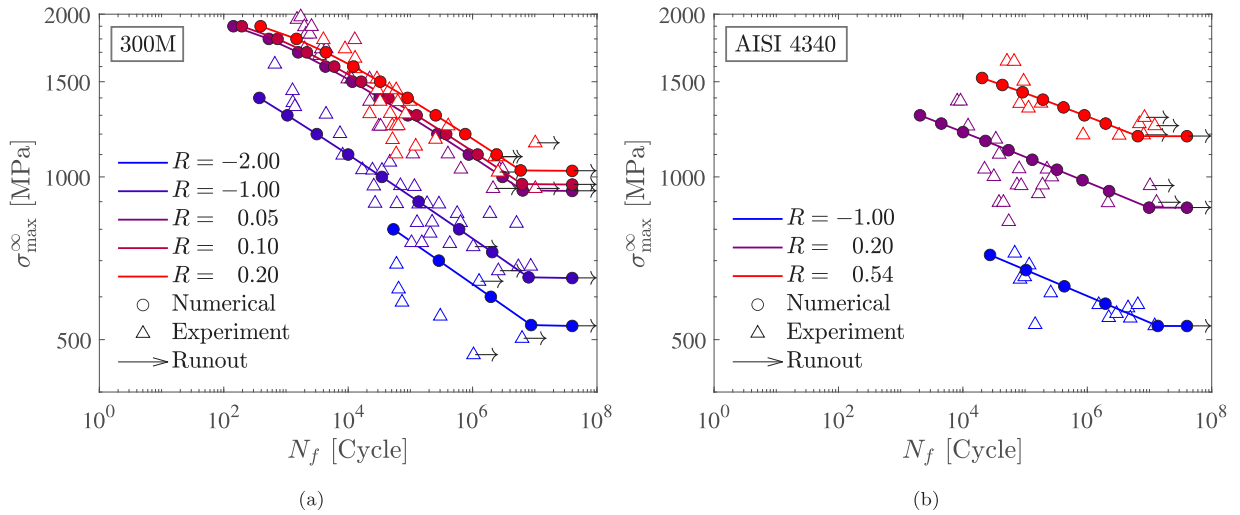 2000
300M
1500
1000
500
σ∞max [MPa]
R = −2.00
R = −1.00
R = 0.05
R = 0.10
R = 0.20
Numerical
Experiment
Runout
10^0 10^2 10^4 10^6 10^8
N_f [Cycle]
(a)
2000
AISI 4340
1500
1000
500
σ∞max [MPa]
R = −1.00
R = 0.20
R = 0.54
Numerical
Experiment
Runout
10^0 10^2 10^4 10^6 10^8
N_f [Cycle]
(b)